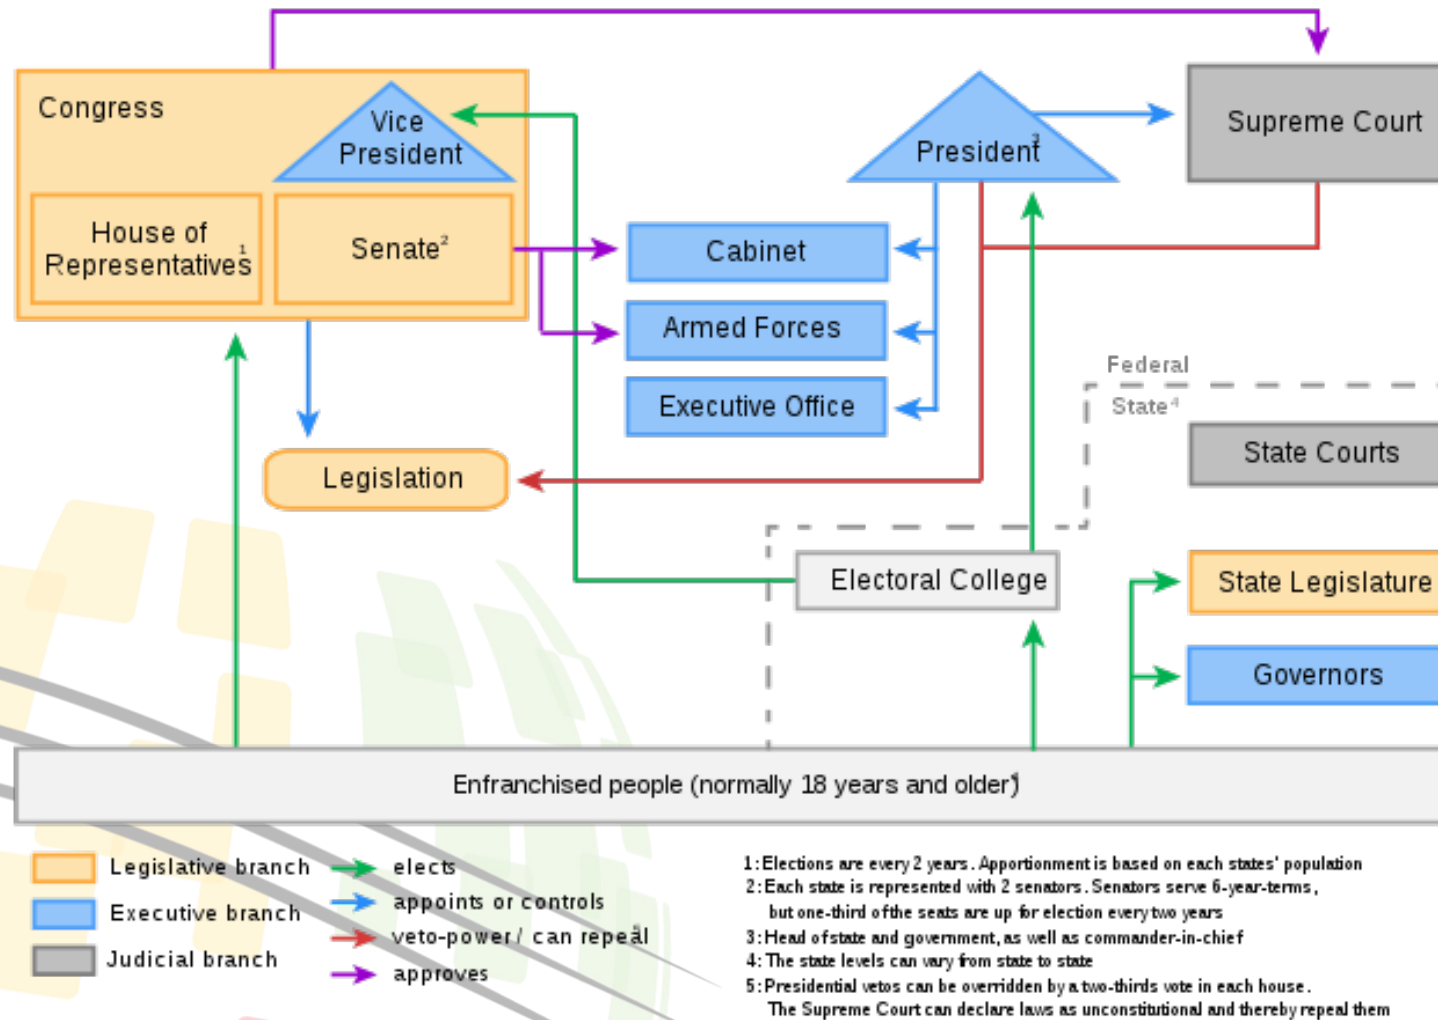 Congress
Vice
President
House of
Representatives¹
Senate²
President³
Supreme Court
Cabinet
Armed Forces
Executive Office
Legislation
Federal
State⁴
State Courts
Electoral College
State Legislature
Governors
Enfranchised people (normally 18 years and older)⁴
Legislative branch
Executive branch
Judicial branch
elects
appoints or controls
veto-power / can repeal⁵
approves
1: Elections are every 2 years. Apportionment is based on each states' population
2: Each state is represented with 2 senators. Senators serve 6-year-terms,
but one-third of the seats are up for election every two years
3: Head of state and government, as well as commander-in-chief
4: The state levels can vary from state to state
5: Presidential vetos can be overridden by a two-thirds vote in each house.
The Supreme Court can declare laws as unconstitutional and thereby repeal them